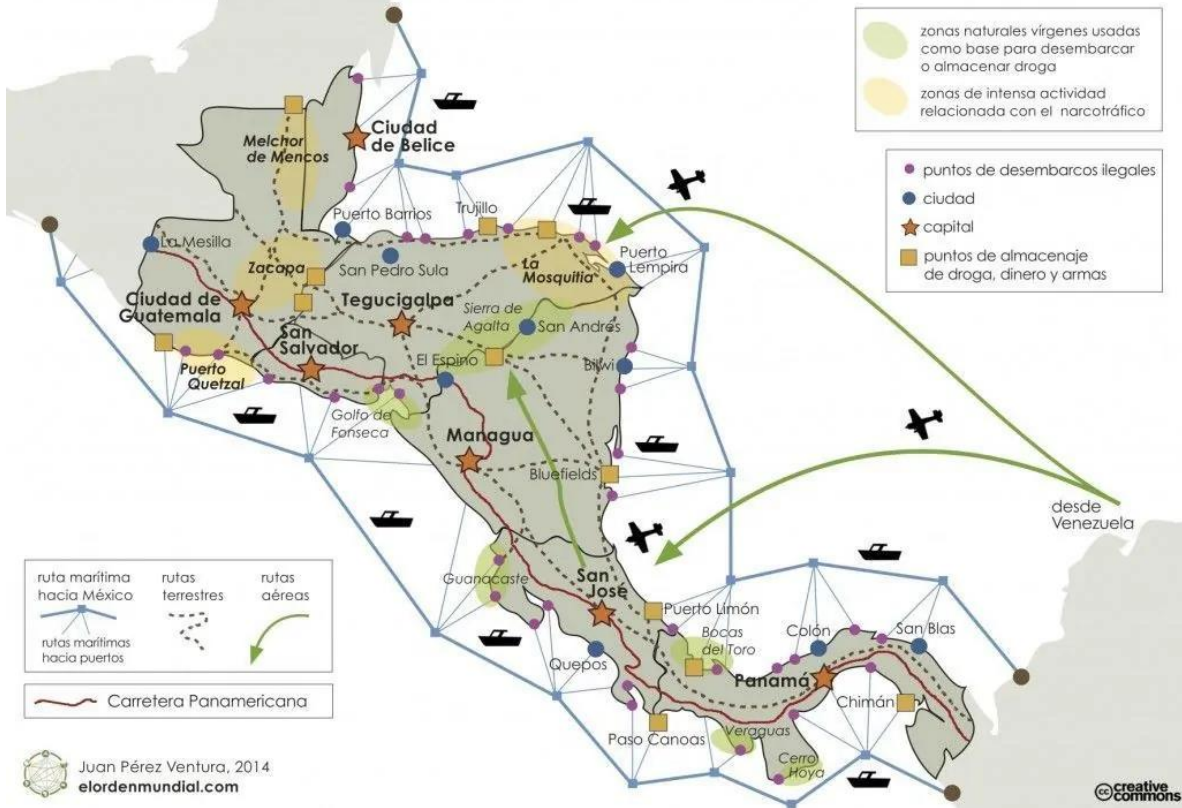 zonas naturales vírgenes usadas
como base para desembarcar
o almacenar droga
zonas de intensa actividad
relacionada con el narcotráfico
puntos de desembarcos ilegales
ciudad
capital
puntos de almacenaje
de droga, dinero y armas
Ciudad
de Belice
Melchor
de Mencos
Puerto Barrios
Trujillo
La Mesilla
San Pedro Sula
Puerto
Lempira
Zacapa
La
Mosquitia
Ciudad de
Guatemala
Tegucigalpa
Sierra de
Agalta
San Andrés
San
Salvador
El Espino
Bilwi
Puerto
Quetzal
Golfo de
Fonseca
Managua
Bluefields
desde
Venezuela
Guanacaste
San
José
Puerto Limón
Bocas
del Toro
Colón
San Blas
Quepos
Panamá
Chimán
Paso Canoas
Veraguas
Cerro
Hoya
ruta marítima
hacia México
rutas
terrestres
rutas
aéreas
rutas marítimas
hacia puertos
Carretera Panamericana
Juan Pérez Ventura, 2014
elordenmundial.com
cc creative
commons